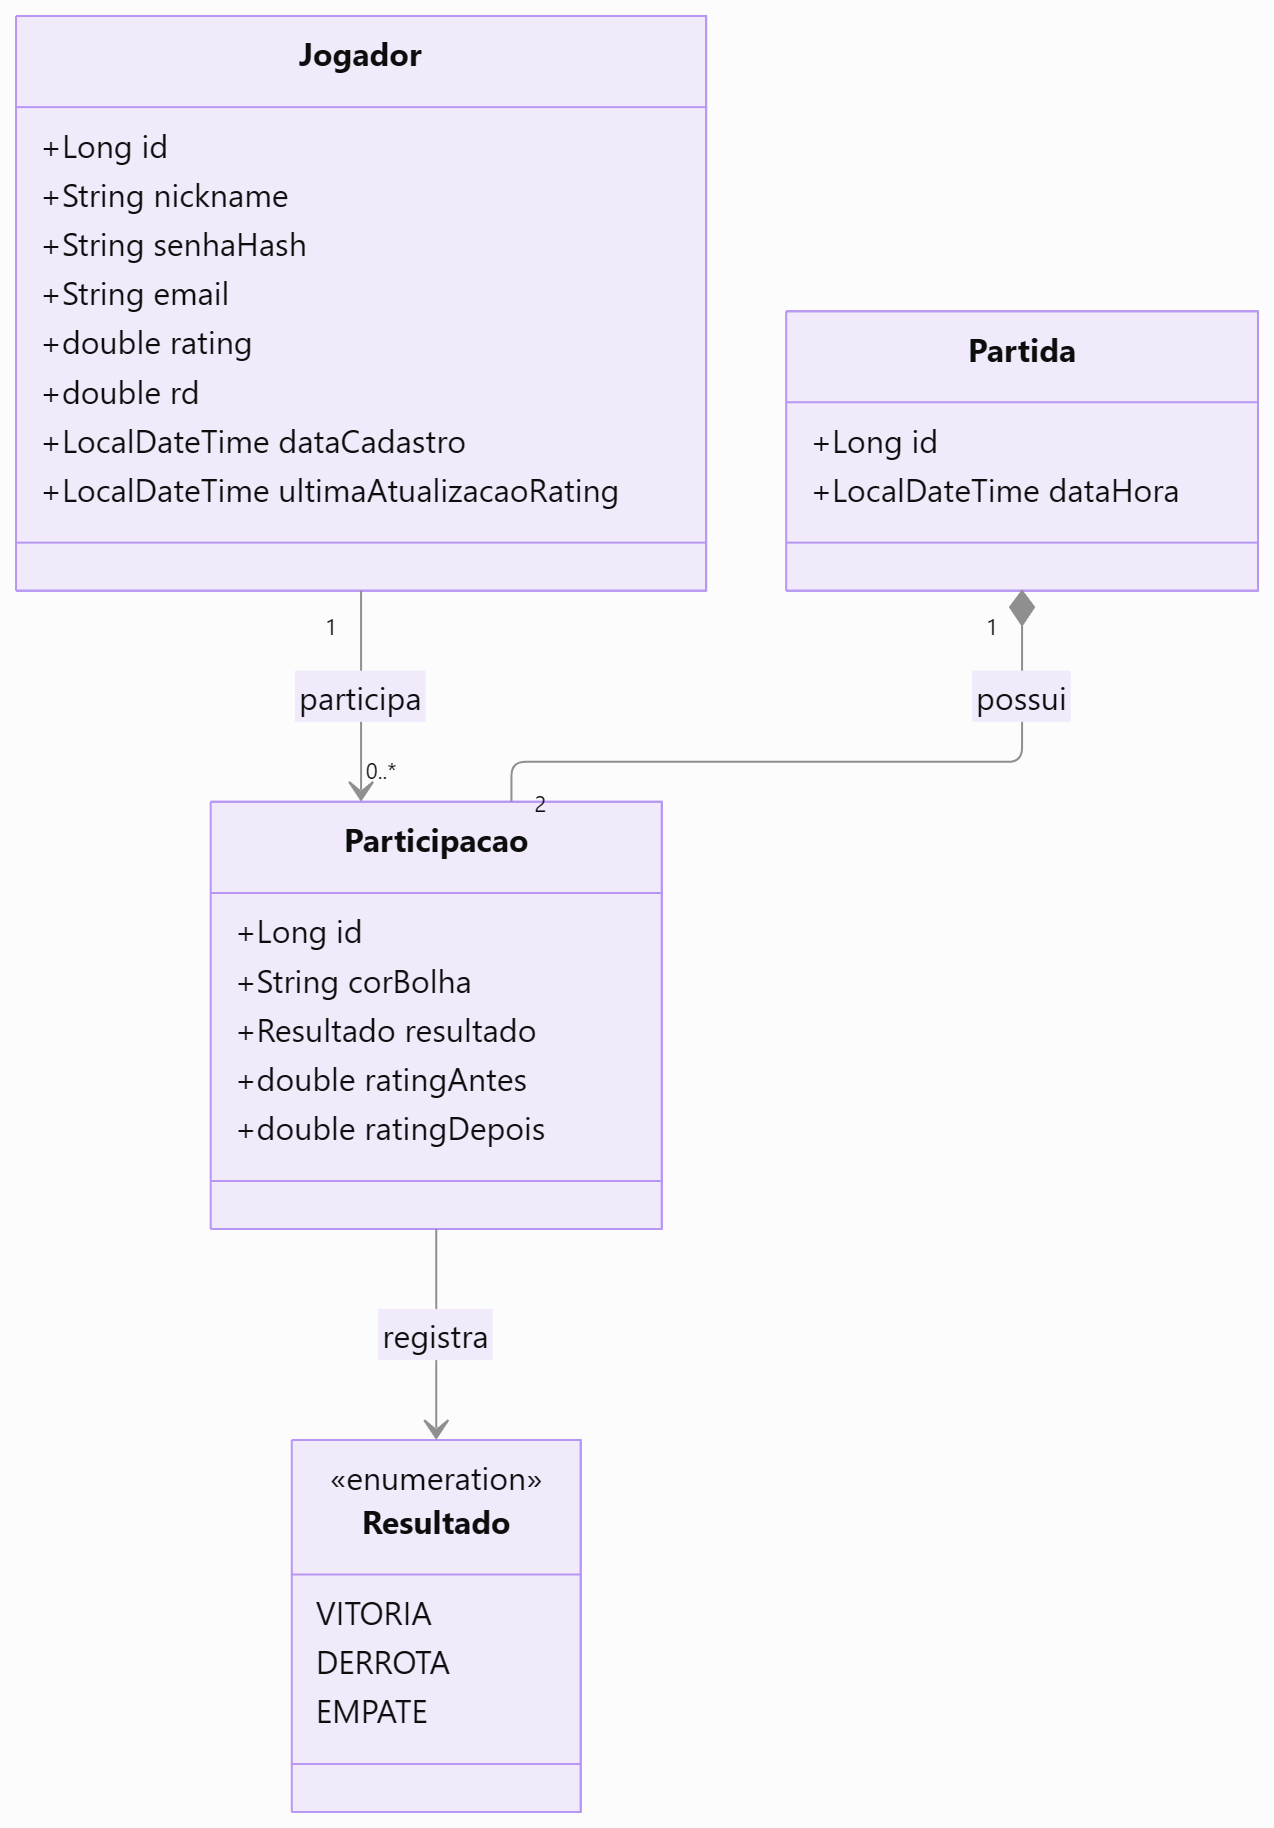 Jogador
+Long id
+String nickname
+String senhaHash
+String email
+double rating
+double rd
+LocalDateTime dataCadastro
+LocalDateTime ultimaAtualizacaoRating
Partida
+Long id
+LocalDateTime dataHora
1
participa
0..*
1
possui
2
Participacao
+Long id
+String corBolha
+Resultado resultado
+double ratingAntes
+double ratingDepois
registra
«enumeration»
Resultado
VITORIA
DERROTA
EMPATE